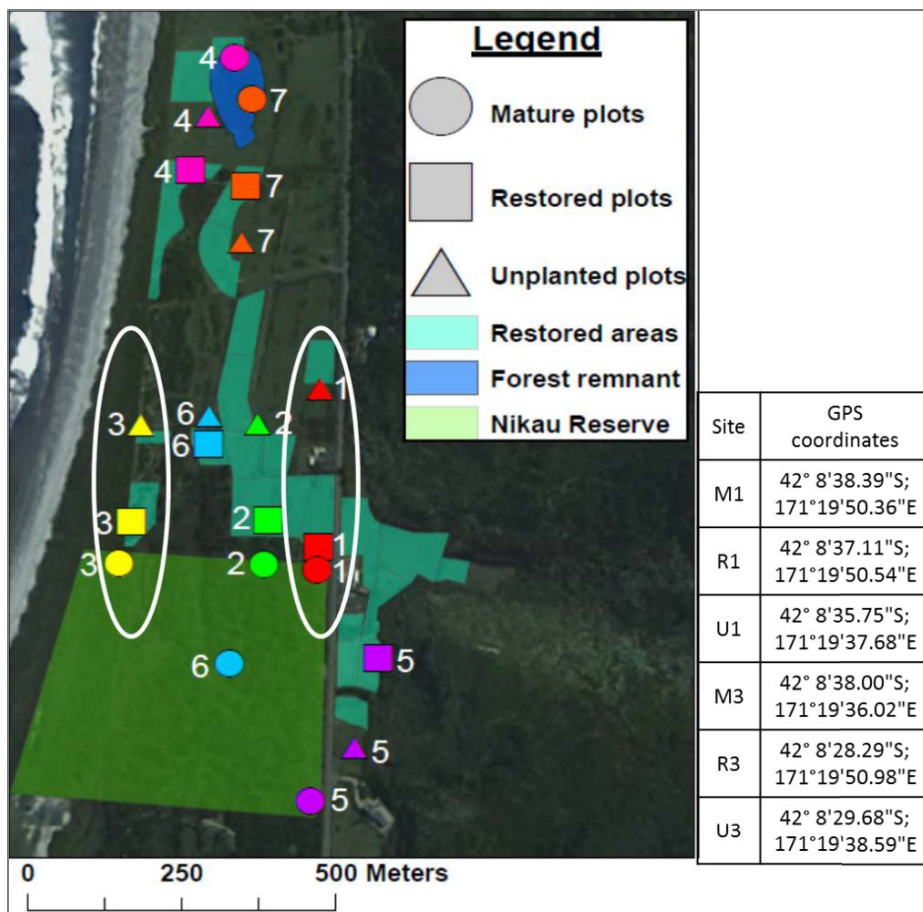 Legend
Mature plots
Restored plots
Unplanted plots
Restored areas
Forest remnant
Nikau Reserve
4
7
4
4
7
7
1
3
6
2
6
3
2
1
3
2
1
6
5
5
5
0 250 500 Meters
Site GPS coordinates
M1 42° 8'38.39"S; 171°19'50.36"E
R1 42° 8'37.11"S; 171°19'50.54"E
U1 42° 8'35.75"S; 171°19'37.68"E
M3 42° 8'38.00"S; 171°19'36.02"E
R3 42° 8'28.29"S; 171°19'50.98"E
U3 42° 8'29.68"S; 171°19'38.59"E